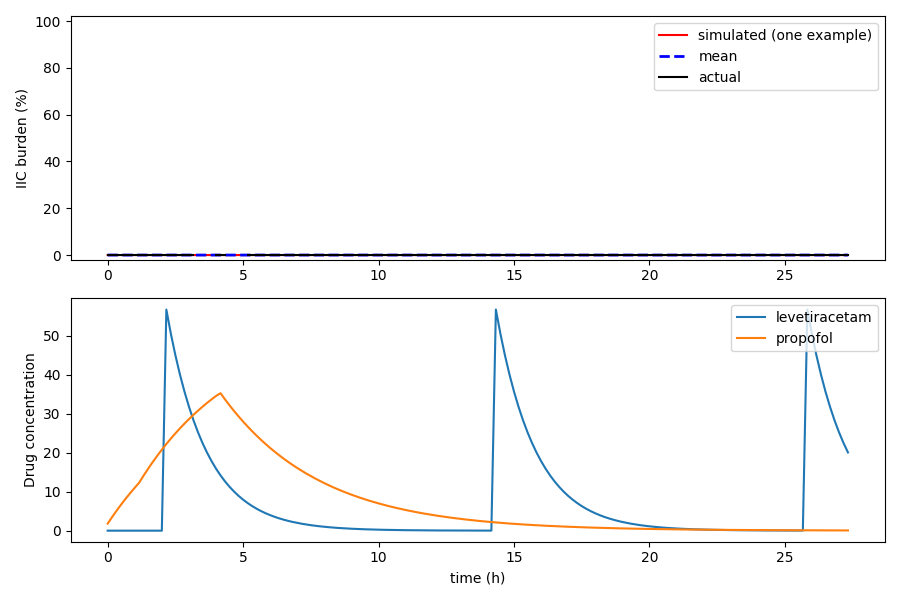 100
80
60
40
20
0
IIC burden (%)
simulated (one example)
mean
actual
0 5 10 15 20 25
50
40
30
20
10
0
Drug concentration
levetiracetam
propofol
0 5 10 15 20 25
time (h)